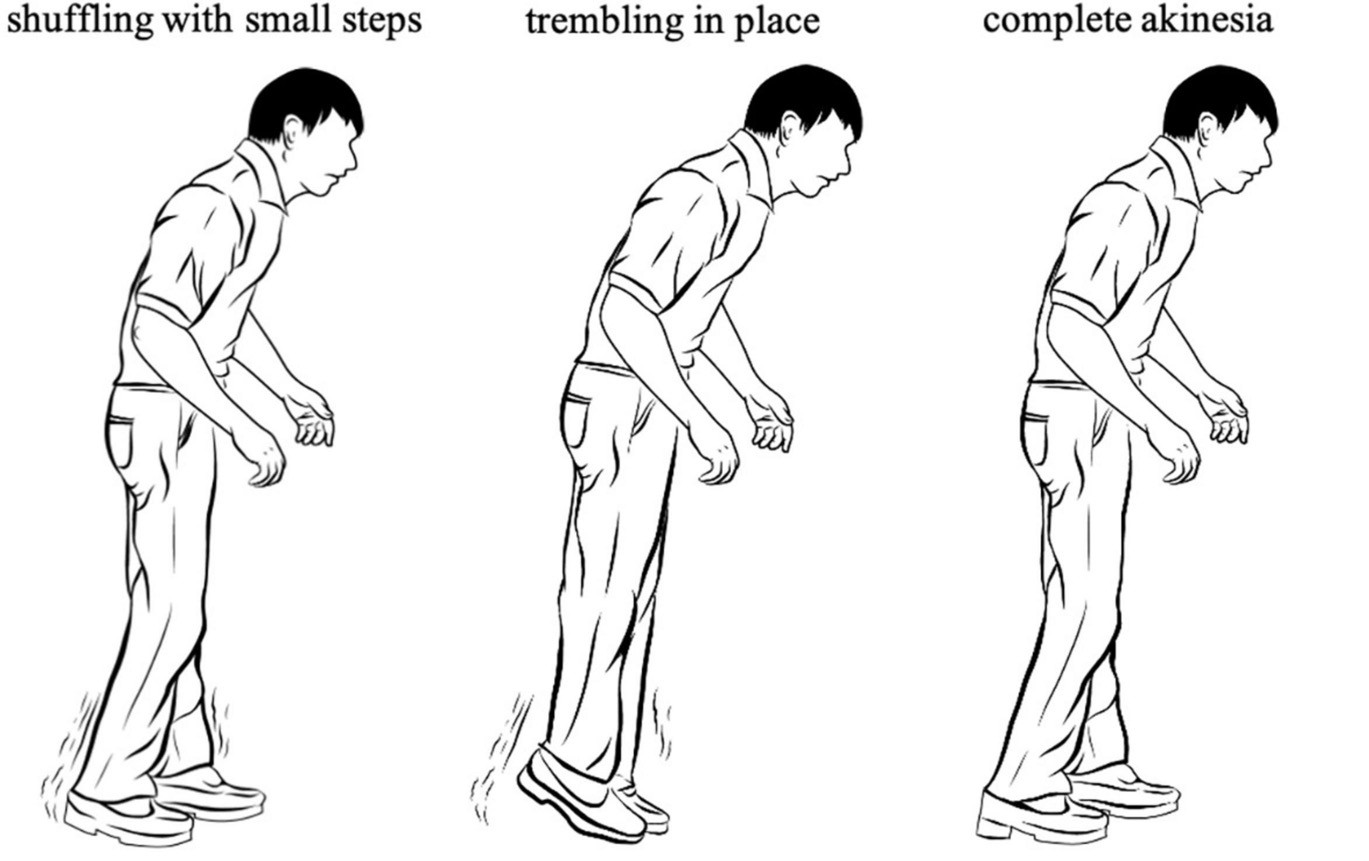 shuffling with small steps
trembling in place
complete akinesia